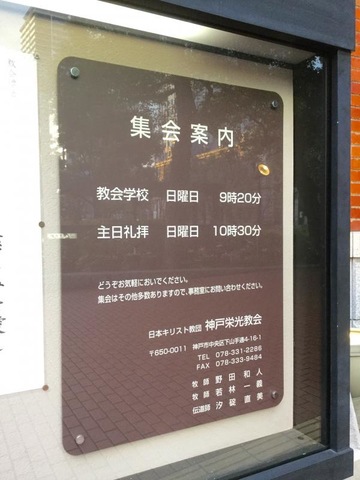 集会案内
教会学校 日曜日 9時20分
主日礼拝 日曜日 10時30分
どうぞお気軽においでください。
集会はその他多数ありますので、事務室にお問い合わせください。
日本キリスト教団 神戸栄光教会
〒650-0011 神戸市中央区下山手通4-16-1
TEL 078-331-2286
FAX 078-333-9484
牧師 野田和人
牧師 若林一義
伝道師 汐碇直美